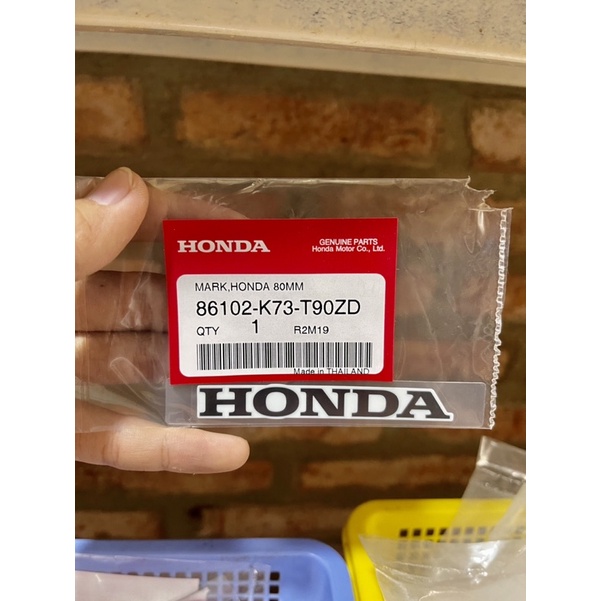 HONDA
GENUINE PARTS
Honda Motor Co., Ltd.
MARK,HONDA 80MM
86102-K73-T90ZD
QTY 1 R2M19
Made in THAILAND
HONDA